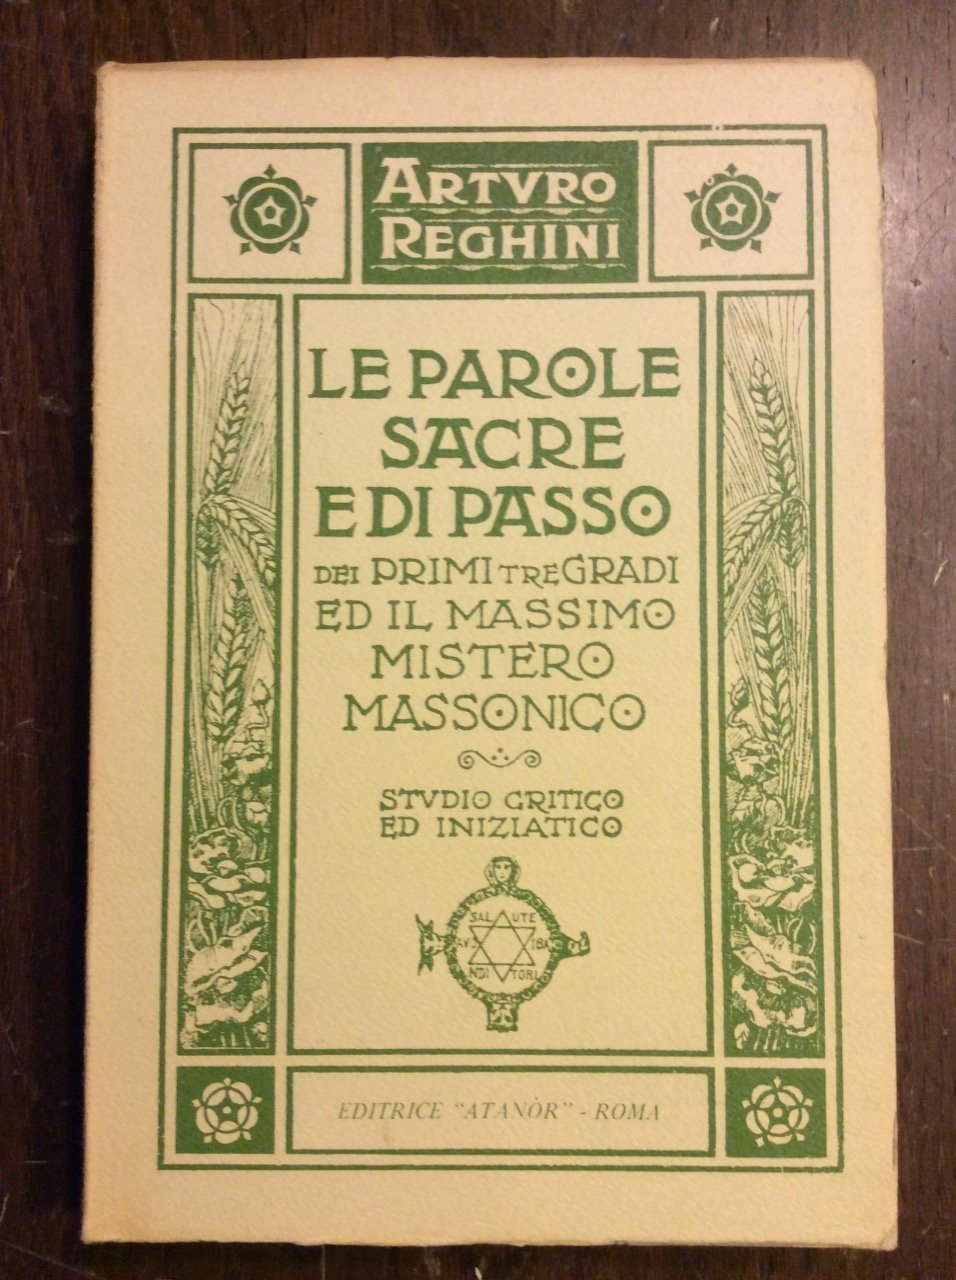 ARTVRO
REGHINI
LE PAROLE
SACRE
E DI PASSO
DEI PRIMI TRE GRADI
ED IL MASSIMO
MISTERO
MASSONICO
STVDIO CRITICO
ED INIZIATICO
SAL UTE
NDI TORI
EDITRICE "ATANÒR" - ROMA